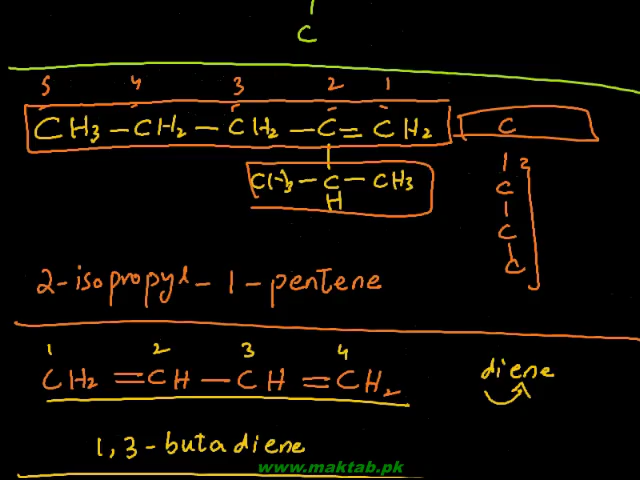 C
5 4 3 2 1
CH3 – CH2 – CH2 – C = CH2
C
CH3 – C – CH3
H
2
C
C
C
2-isopropyl-1-pentene
1 2 3 4
CH2 = CH – CH = CH2
diene
1,3-butadiene
www.maktab.pk